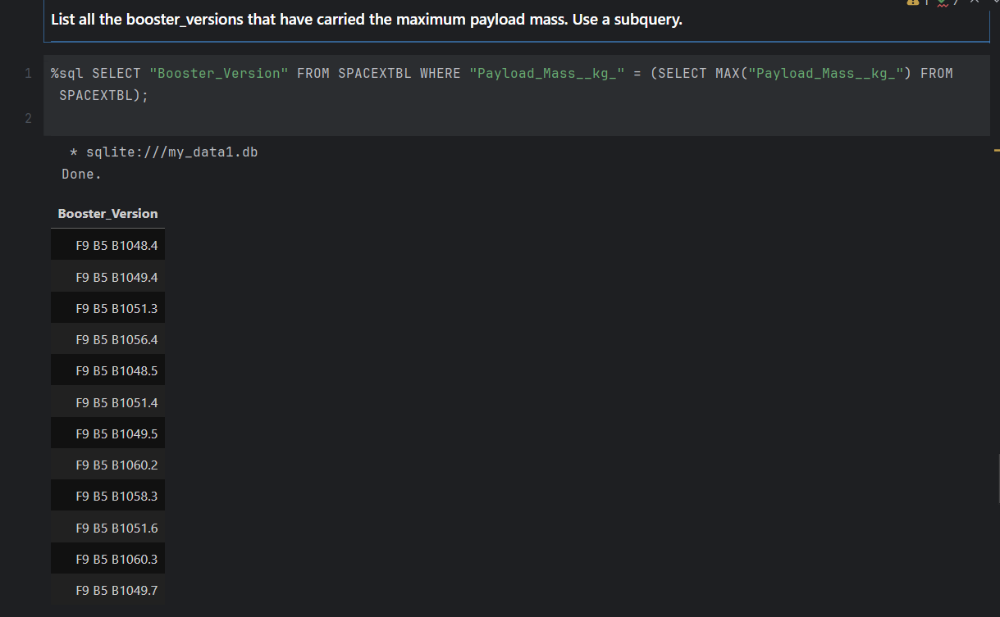 List all the booster_versions that have carried the maximum payload mass. Use a subquery.
1 %sql SELECT "Booster_Version" FROM SPACEXTBL WHERE "Payload_Mass__kg_" = (SELECT MAX("Payload_Mass__kg_") FROM
SPACEXTBL);
2
* sqlite:///my_data1.db
Done.
Booster_Version
F9 B5 B1048.4
F9 B5 B1049.4
F9 B5 B1051.3
F9 B5 B1056.4
F9 B5 B1048.5
F9 B5 B1051.4
F9 B5 B1049.5
F9 B5 B1060.2
F9 B5 B1058.3
F9 B5 B1051.6
F9 B5 B1060.3
F9 B5 B1049.7